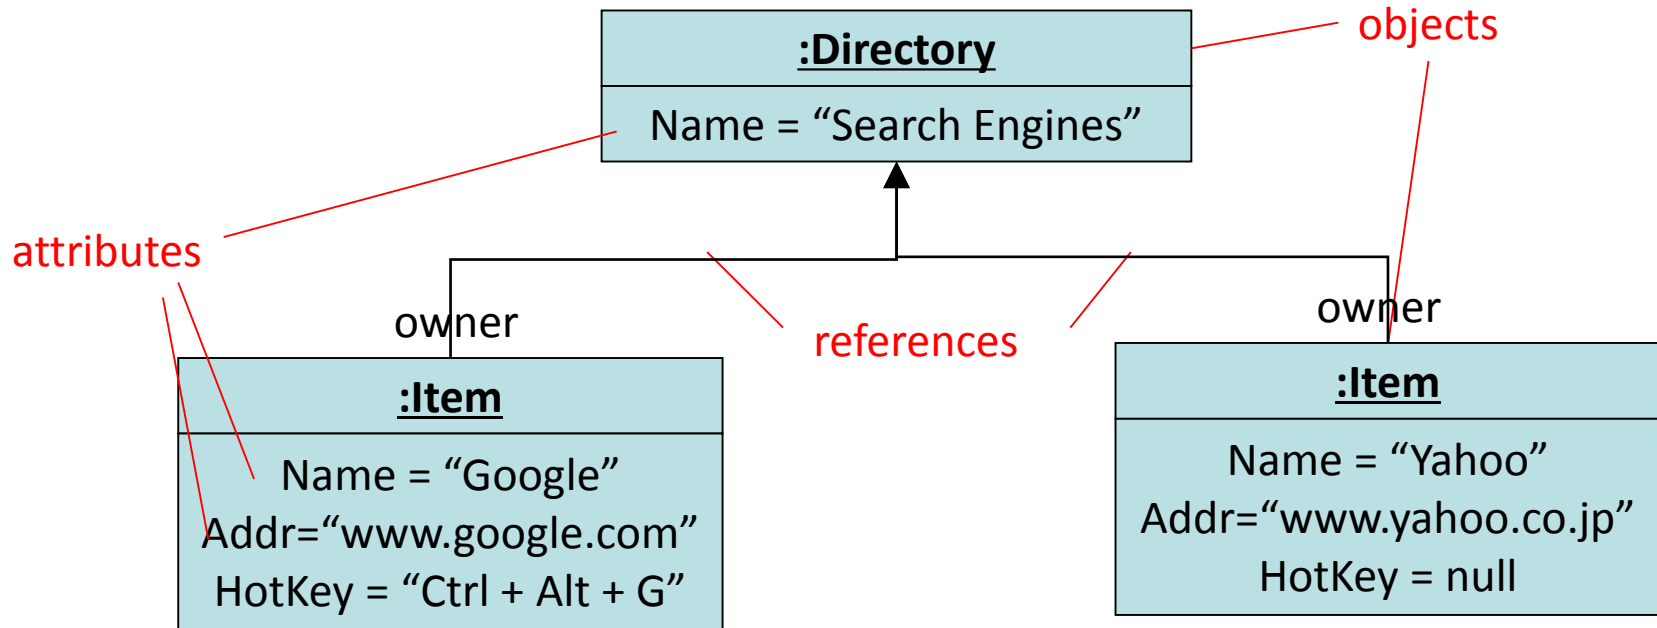 objects
:Directory
Name = “Search Engines”
attributes
owner
references
owner
:Item
Name = “Google”
Addr=“www.google.com”
HotKey = “Ctrl + Alt + G”
:Item
Name = “Yahoo”
Addr=“www.yahoo.co.jp”
HotKey = null